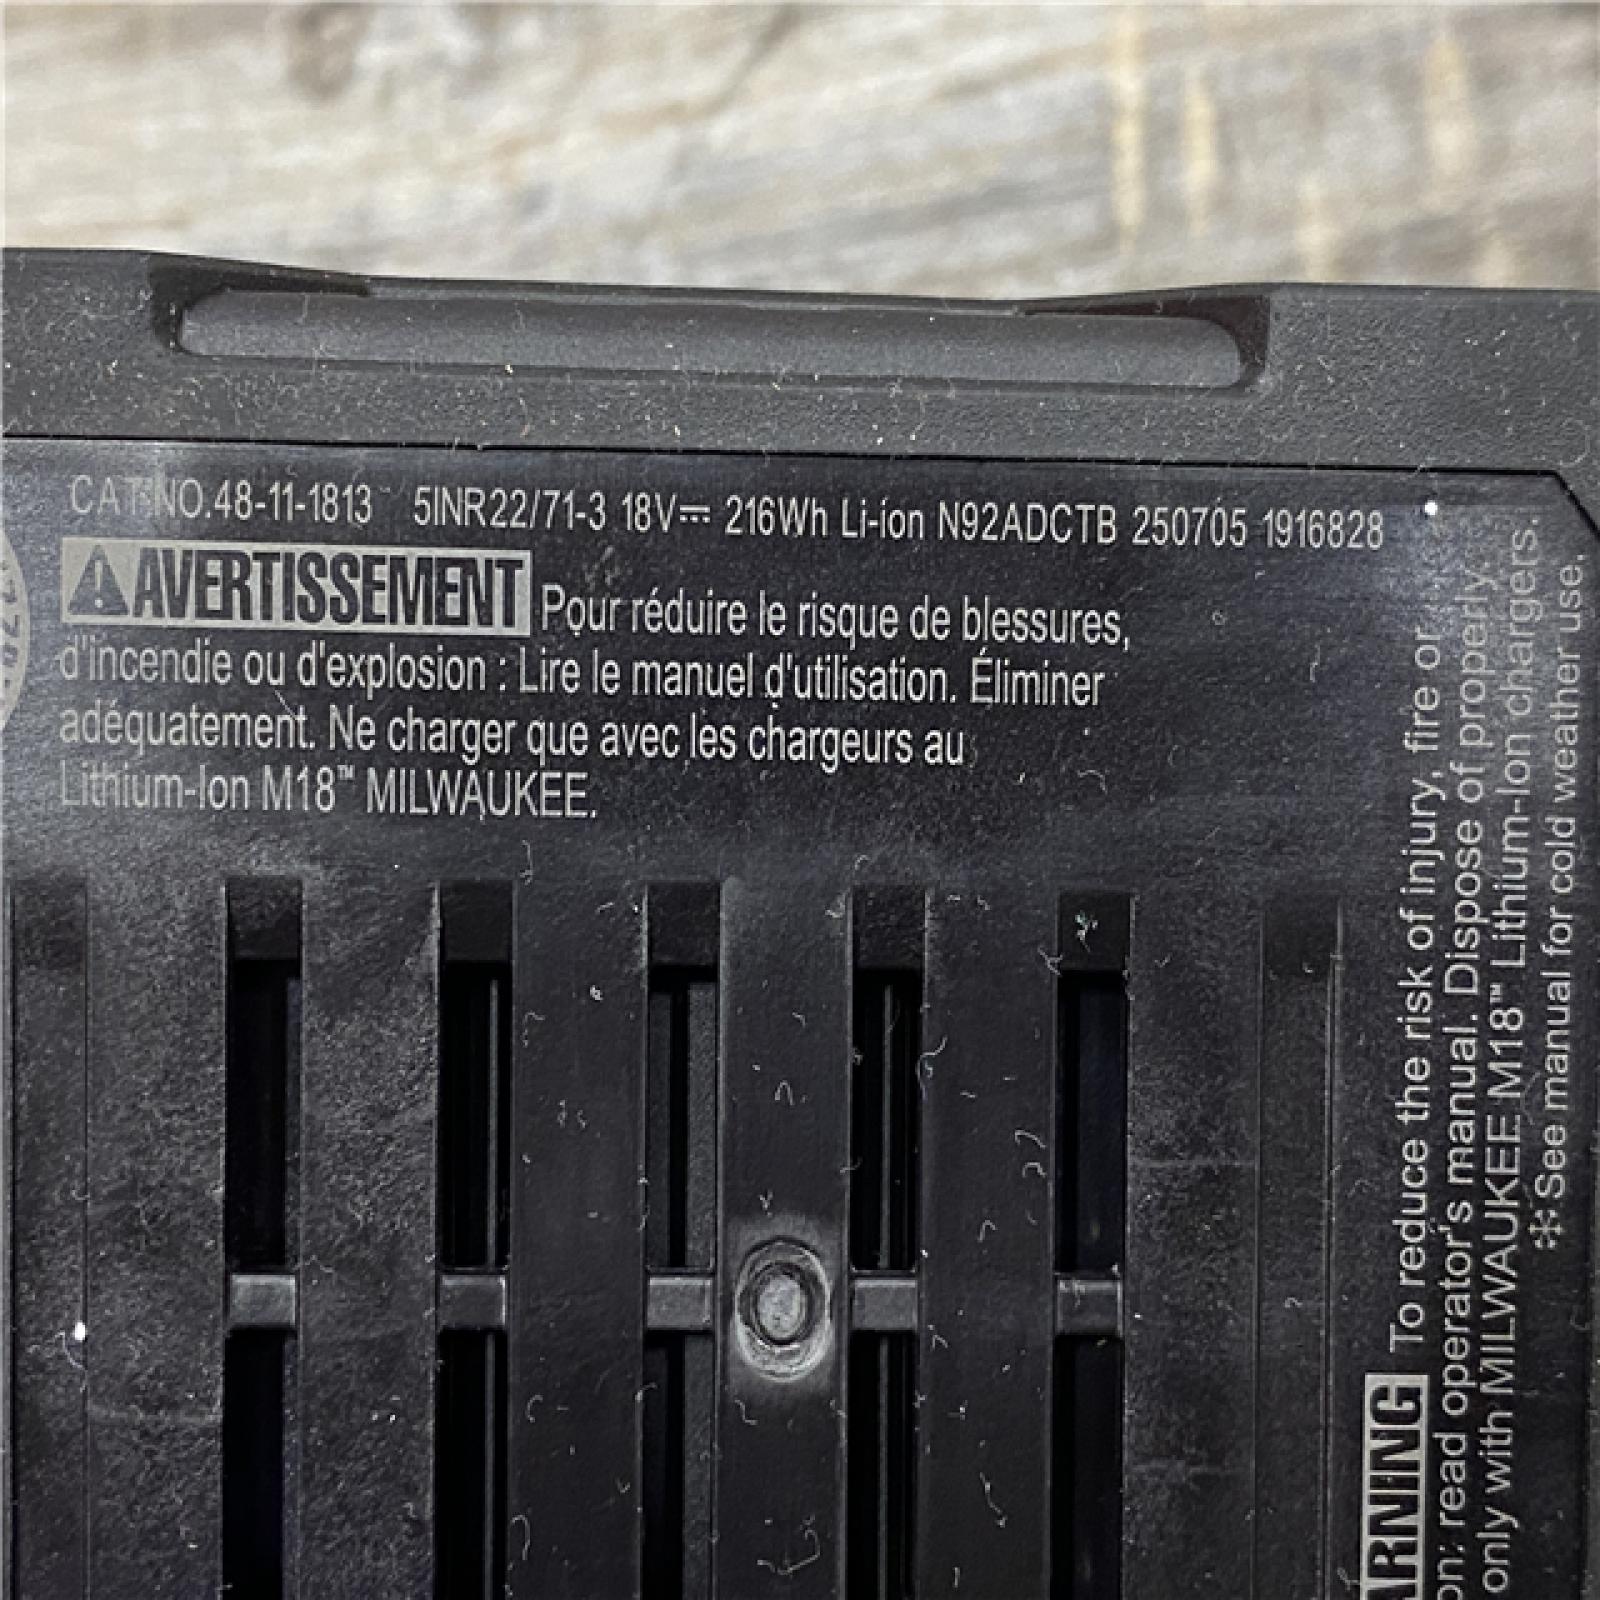 CAT. NO.48-11-1813 5INR22/71-3 18V⎓ 216Wh Li-ion N92ADCTB 250705 1916828
⚠AVERTISSEMENT Pour réduire le risque de blessures,
d'incendie ou d'explosion : Lire le manuel d'utilisation. Éliminer
adéquatement. Ne charger que avec les chargeurs au
Lithium-Ion M18™ MILWAUKEE.
To reduce the risk of injury, fire or
read operator's manual. Dispose of properly.
only with MILWAUKEE M18™ Lithium-Ion chargers.
❄See manual for cold weather use.